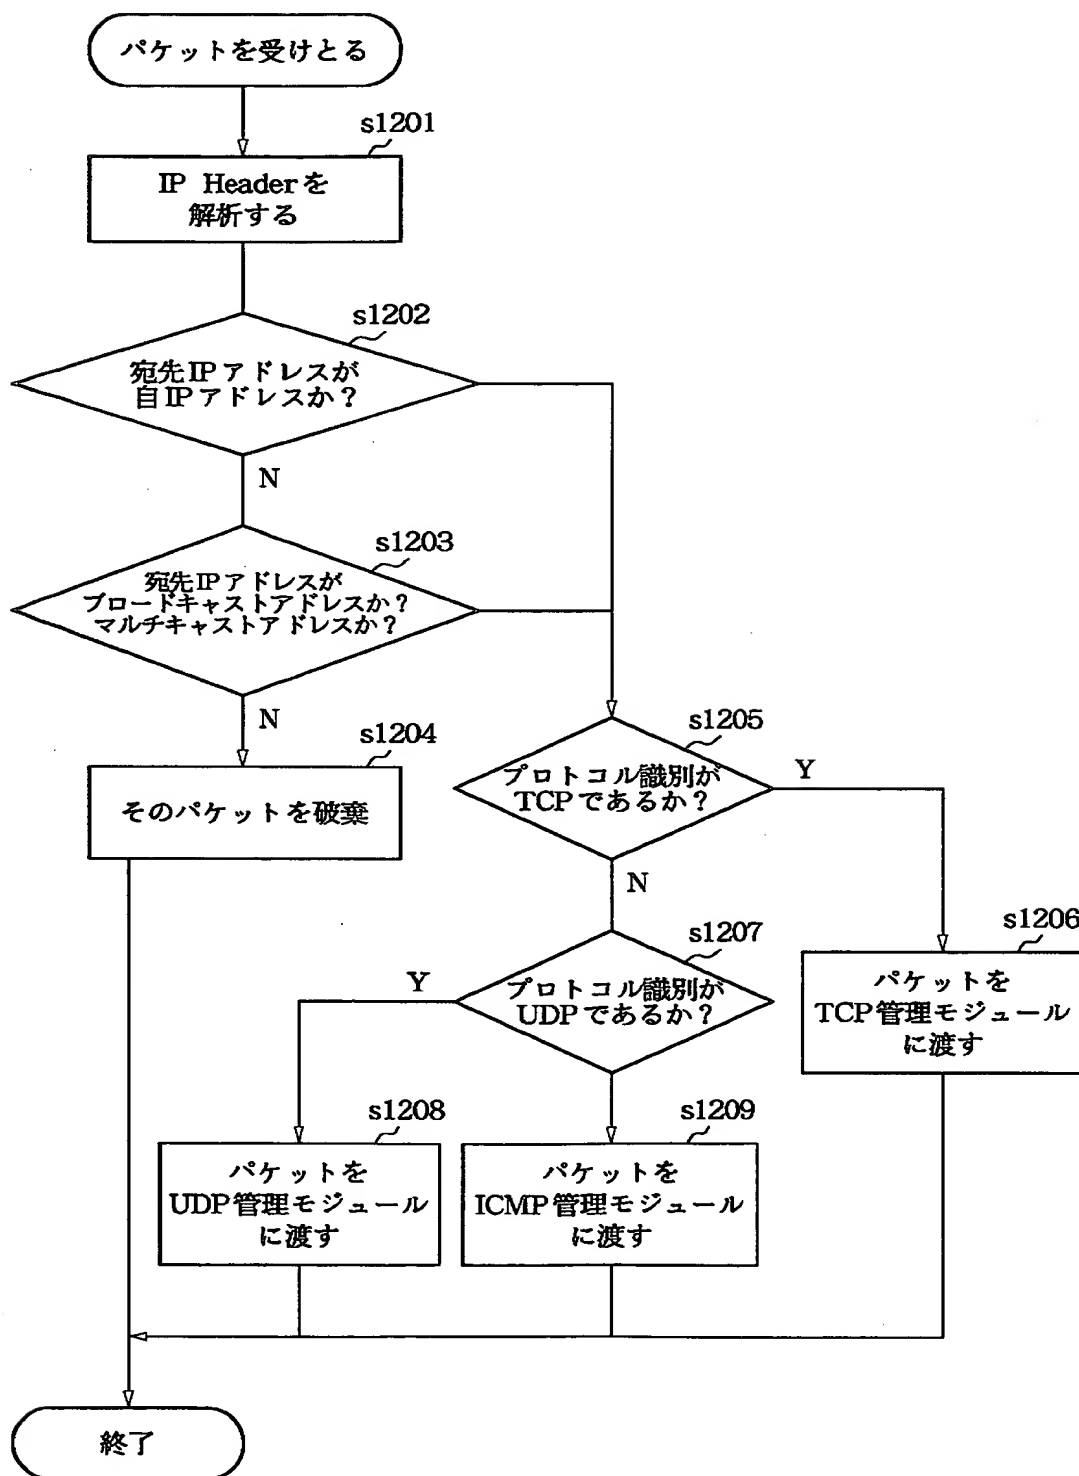 パケットを受けとる
s1201
IP Headerを
解析する
s1202
宛先IPアドレスが
自IPアドレスか？
N
s1203
宛先IPアドレスが
ブロードキャストアドレスか？
マルチキャストアドレスか？
N
s1204
そのパケットを破棄
s1205
プロトコル識別が
TCPであるか？
Y
N
s1206
パケットを
TCP管理モジュール
に渡す
s1207
プロトコル識別が
UDPであるか？
Y
s1208
パケットを
UDP管理モジュール
に渡す
s1209
パケットを
ICMP管理モジュール
に渡す
終了